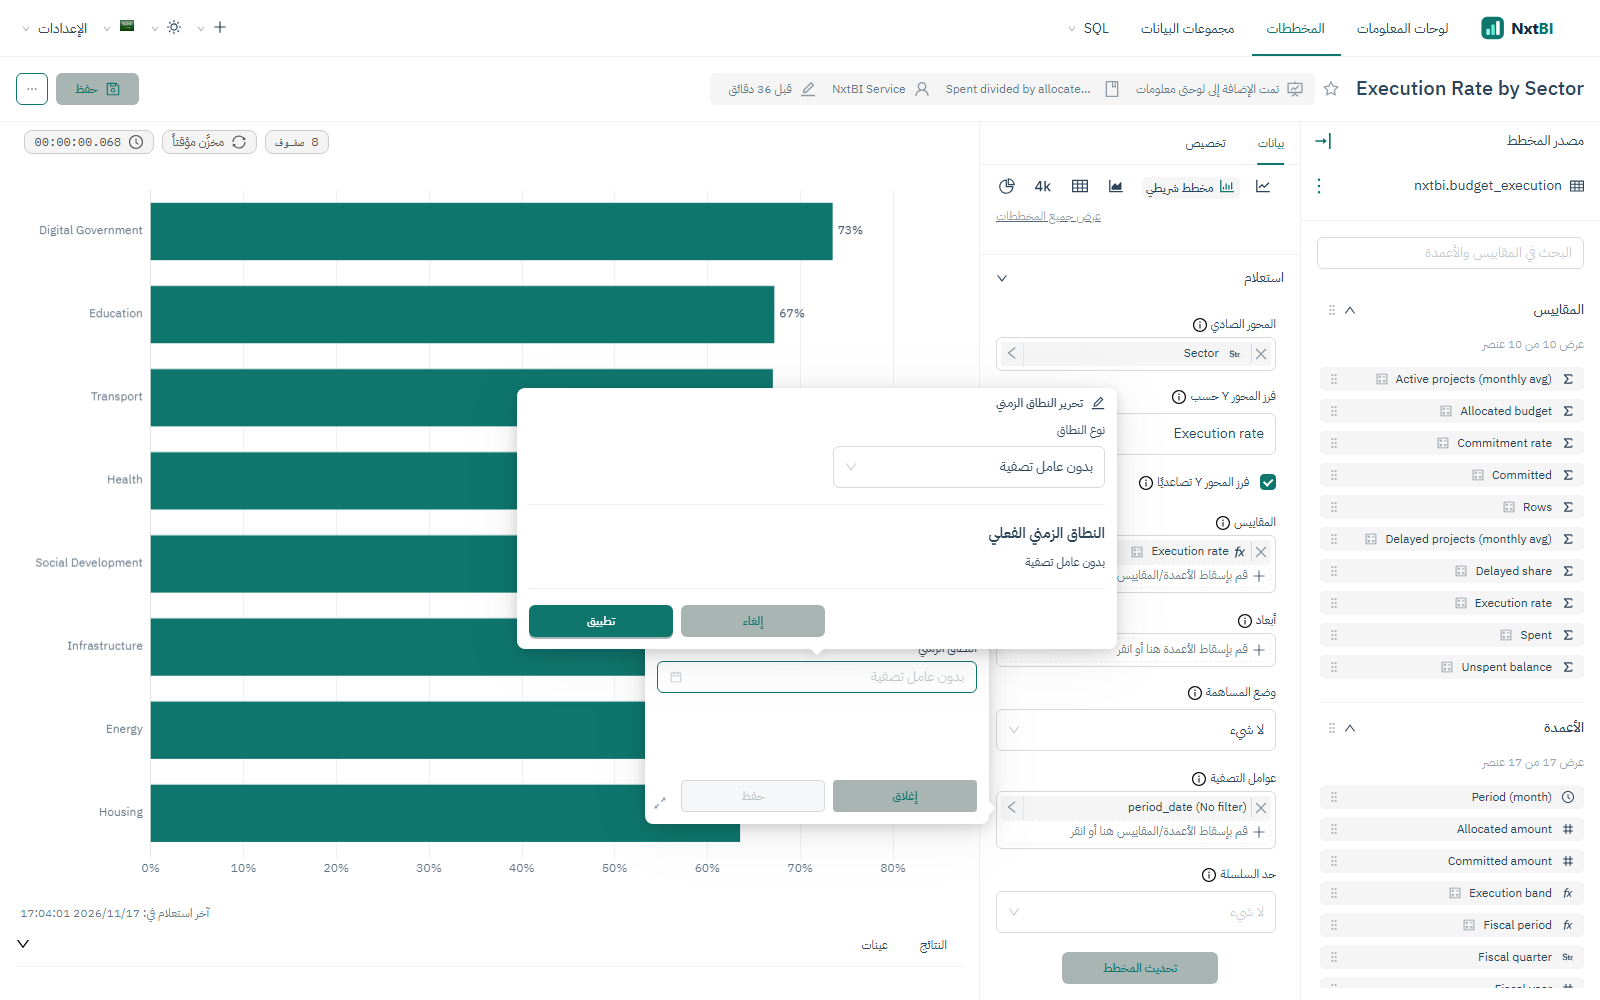 NxtBI
لوحات المعلومات
المخططات
مجموعات البيانات
SQL
الإعدادات
Execution Rate by Sector
تمت الإضافة إلى لوحتي معلومات
Spent divided by allocate...
NxtBI Service
قبل 36 دقائق
حفظ
...
مصدر المخطط
nxtbi.budget_execution
البحث في المقاييس والأعمدة
المقاييس
عرض 10 من 10 عنصر
Active projects (monthly avg)
Allocated budget
Commitment rate
Committed
Rows
Delayed projects (monthly avg)
Delayed share
Execution rate
Spent
Unspent balance
الأعمدة
عرض 17 من 17 عنصر
Period (month)
Allocated amount
Committed amount
Execution band
Fiscal period
Fiscal quarter
Fiscal year
بيانات
تخصيص
مخطط شريطي
4k
عرض جميع المخططات
استعلام
المحور الصادي
Sector
فرز المحور Y حسب
Execution rate
فرز المحور Y تصاعديًا
المقاييس
Execution rate
قم بإسقاط الأعمدة/المقاييس
أبعاد
قم بإسقاط الأعمدة هنا أو انقر
وضع المساهمة
لا شيء
عوامل التصفية
period_date (No filter)
قم بإسقاط الأعمدة/المقاييس هنا أو انقر
حد السلسلة
لا شيء
تحديث المخطط
8 صفوف
مخزَّن مؤقتاً
00:00:00.068
Digital Government
73%
Education
67%
Transport
Health
Social Development
Infrastructure
Energy
Housing
0%
10%
20%
30%
40%
50%
60%
70%
80%
تحرير النطاق الزمني
نوع النطاق
بدون عامل تصفية
النطاق الزمني الفعلي
بدون عامل تصفية
إلغاء
تطبيق
النطاق الزمني
بدون عامل تصفية
إغلاق
حفظ
آخر استعلام في: 2026/11/17 17:04:01
النتائج
عينات